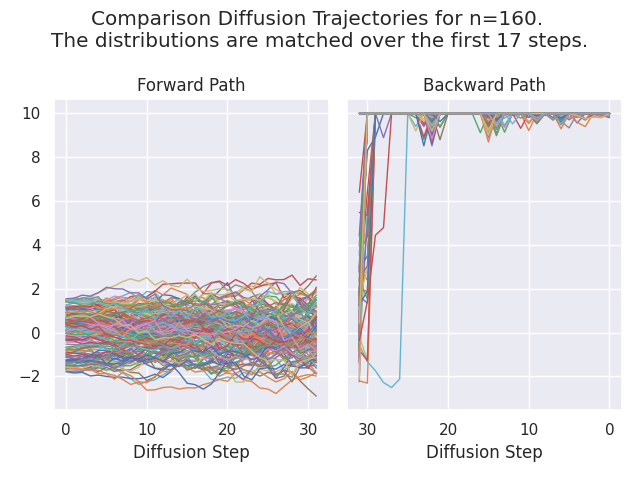 Comparison Diffusion Trajectories for n=160.
The distributions are matched over the first 17 steps.
Forward Path
Backward Path
10
8
6
4
2
0
−2
0
10
20
30
30
20
10
0
Diffusion Step
Diffusion Step